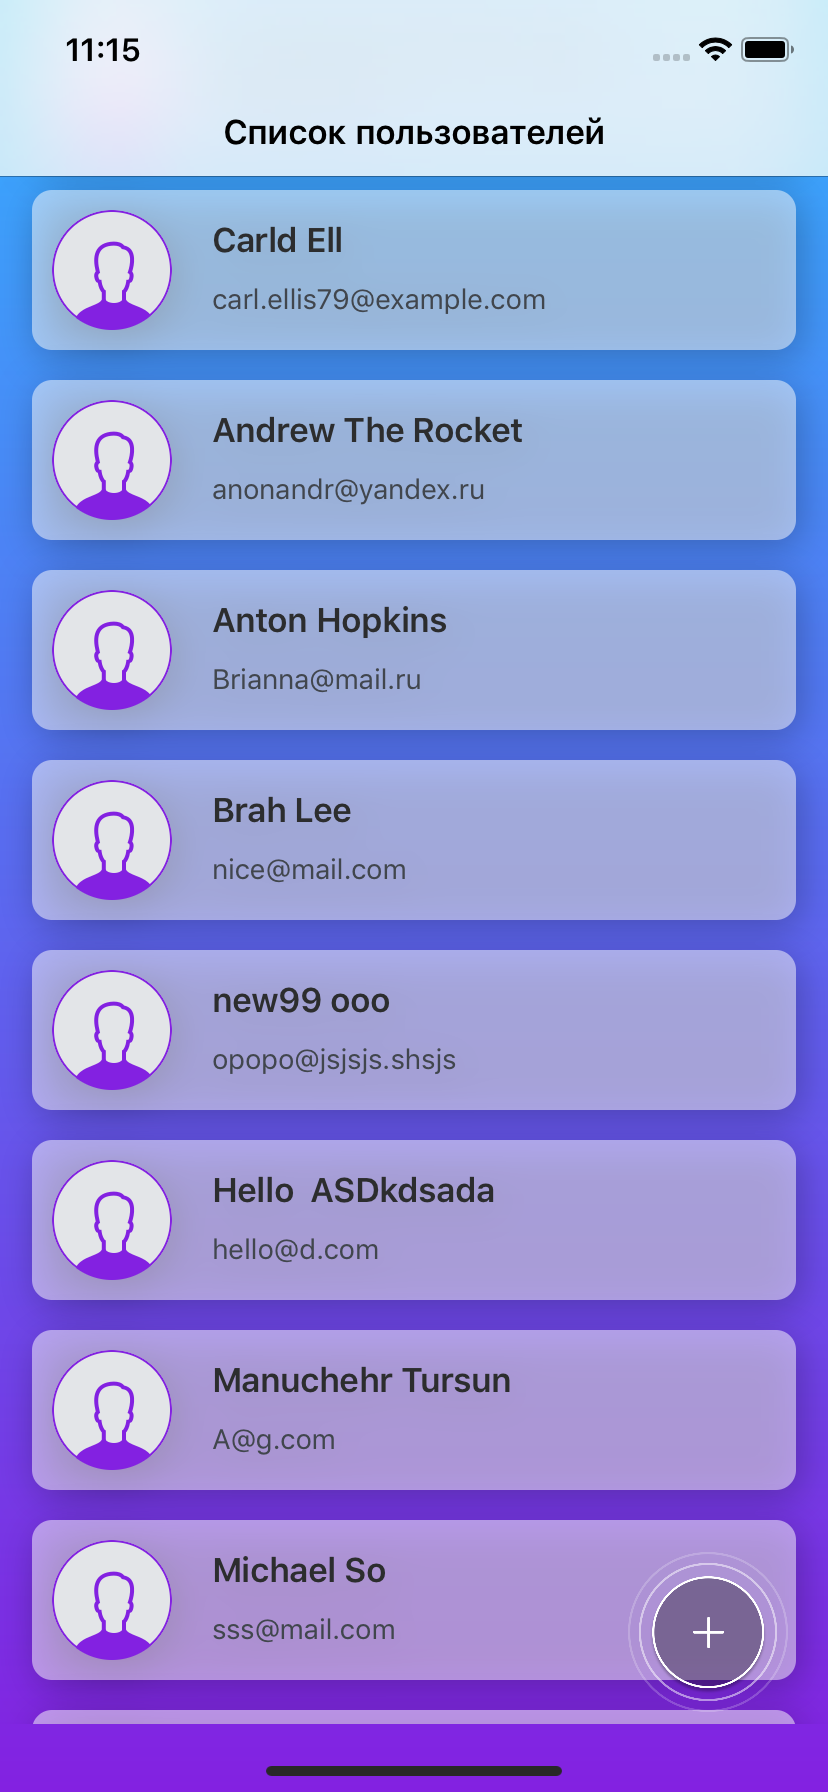 11:15
Список пользователей
Carld Ell
carl.ellis79@example.com
Andrew The Rocket
anonandr@yandex.ru
Anton Hopkins
Brianna@mail.ru
Brah Lee
nice@mail.com
new99 ooo
opopo@jsjsjs.shsjs
Hello  ASDkdsada
hello@d.com
Manuchehr Tursun
A@g.com
Michael So
sss@mail.com